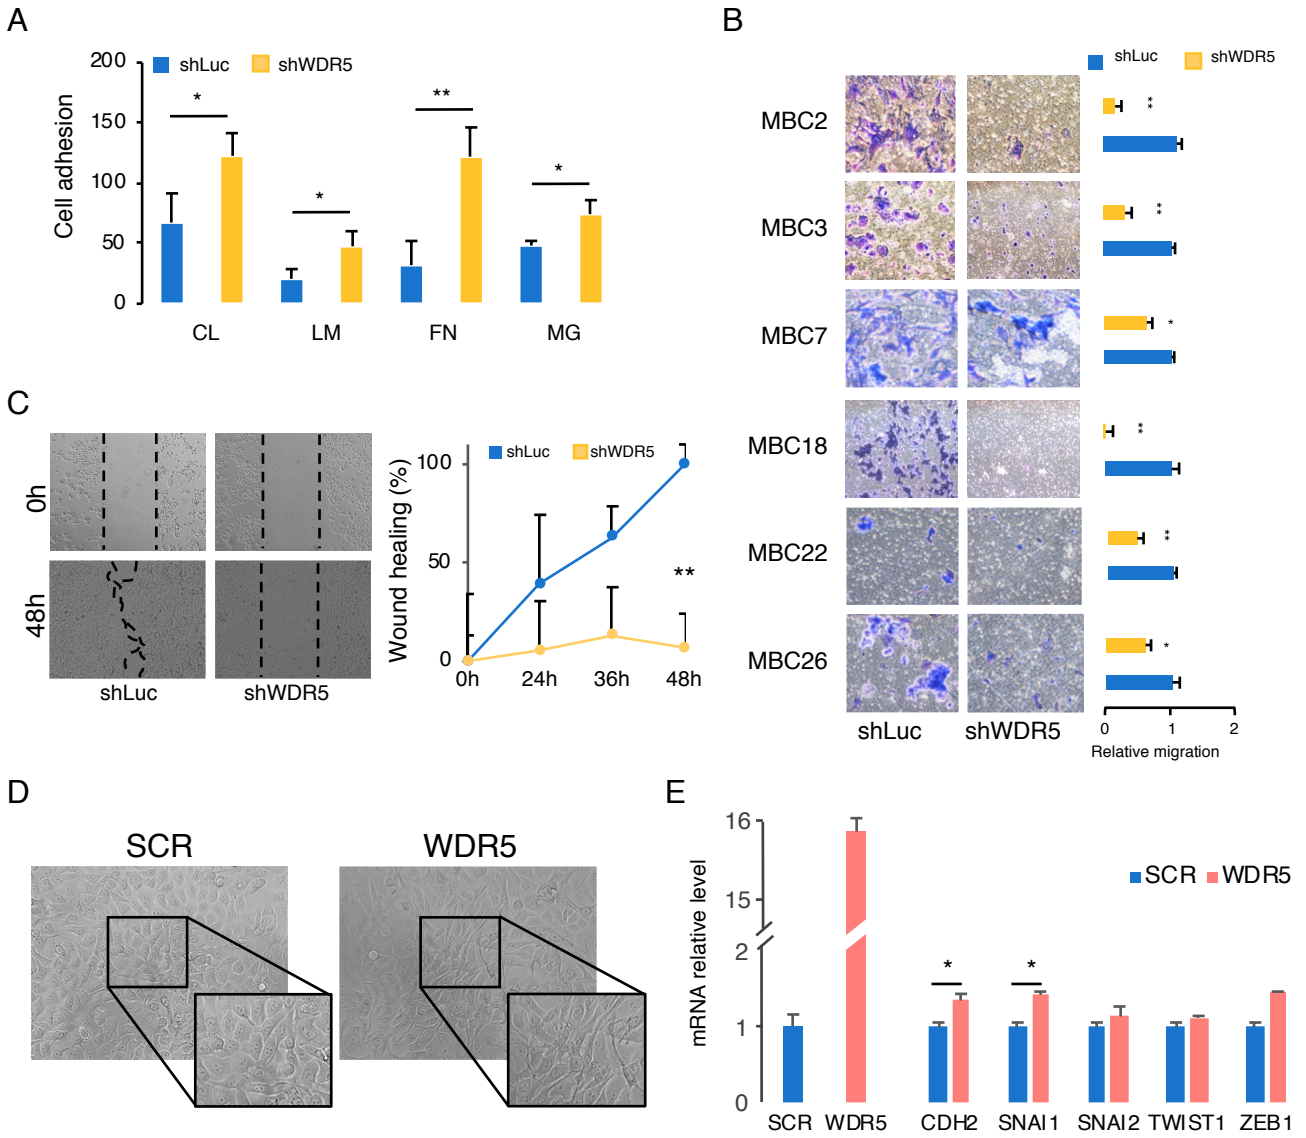 A
200
150
100
50
0
Cell adhesion
shLuc shWDR5
*
*
**
*
CL LM FN MG
B
shLuc shWDR5
MBC2
**
MBC3
**
MBC7
*
MBC18
**
MBC22
**
MBC26
*
shLuc shWDR5
0 1 2
Relative migration
C
0h
48h
shLuc shWDR5
Wound healing (%)
100
50
0
shLuc shWDR5
**
0h 24h 36h 48h
D
SCR WDR5
E
mRNA relative level
16
15
2
1
0
SCR WDR5
*
*
SCR WDR5 CDH2 SNAI1 SNAI2 TWIST1 ZEB1